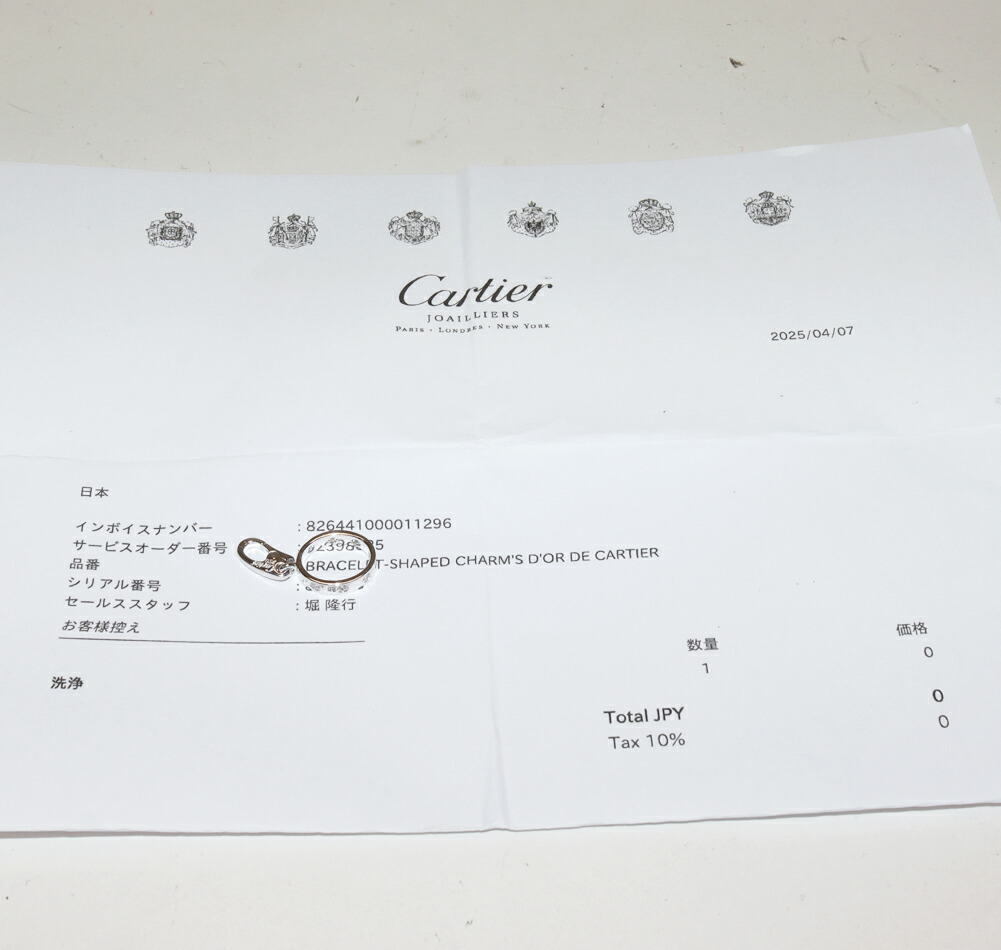 Cartier
JOAILLIERS
PARIS · LONDRES · NEW YORK
2025/04/07
日本
インボイスナンバー : 826441000011296
サービスオーダー番号 :
品番 BRACELET-SHAPED CHARM'S D'OR DE CARTIER
シリアル番号 :
セールススタッフ : 堀 隆行
お客様控え
数量 価格
1 0
洗浄
Total JPY 0
Tax 10% 0